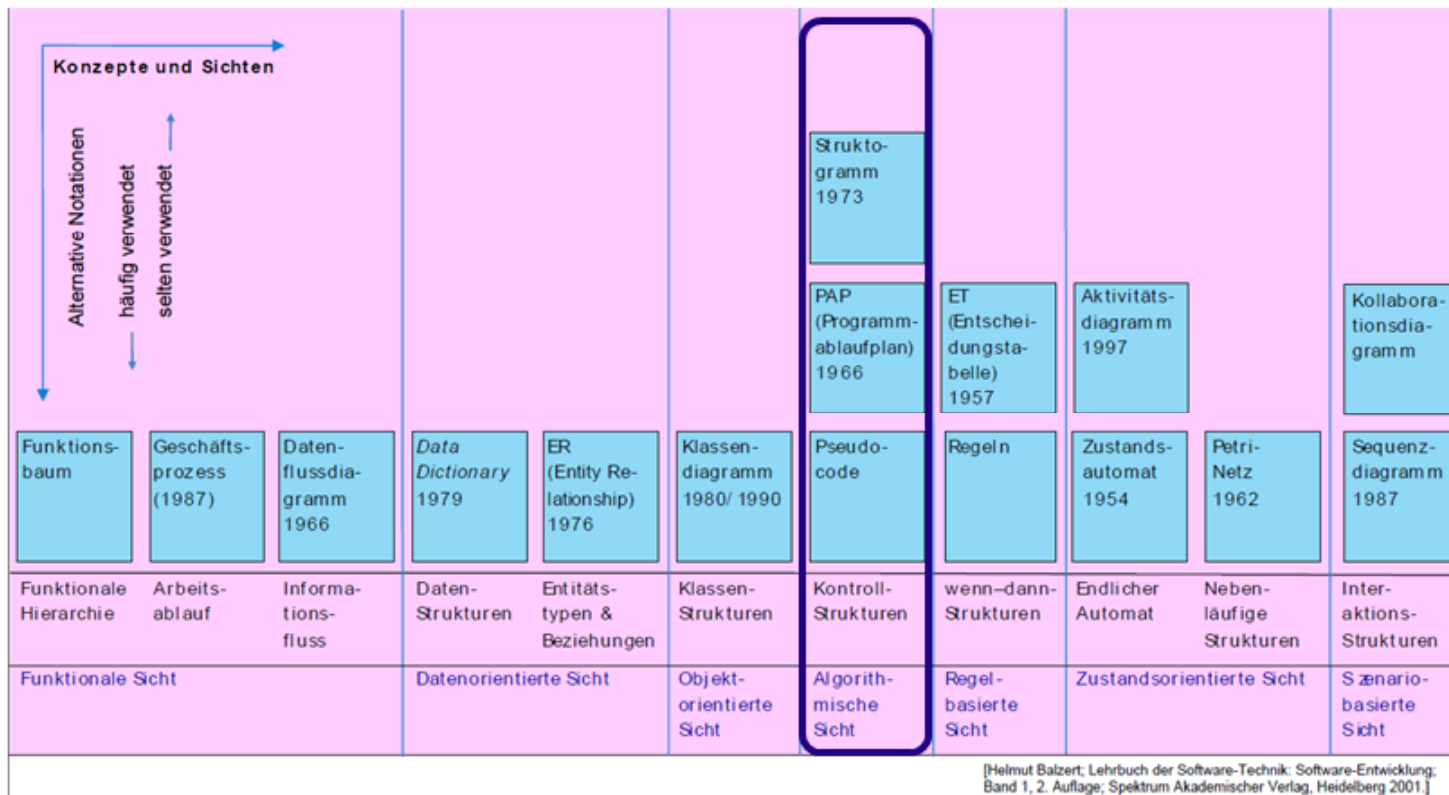 Konzepte und Sichten
Alternative Notationen
häufig verwendet
selten verwendet
Strukto-
gramm
1973
PAP
(Programm-
ablaufplan)
1966
ET
(Entschei-
dungsta-
belle)
1957
Aktivitäts-
diagramm
1997
Kollabora-
tionsdia-
gramm
Funktions-
baum
Geschäfts-
prozess
(1987)
Daten-
flussdia-
gramm
1966
Data
Dictionary
1979
ER
(Entity Re-
lationship)
1976
Klassen-
diagramm
1980/ 1990
Pseudo-
code
Regeln
Zustands-
automat
1954
Petri-
Netz
1962
Sequenz-
diagramm
1987
Funktionale
Hierarchie
Arbeits-
ablauf
Informa-
tions-
fluss
Daten-
Strukturen
Entitäts-
typen &
Beziehungen
Klassen-
Strukturen
Kontroll-
Strukturen
wenn–dann-
Strukturen
Endlicher
Automat
Neben-
läufige
Strukturen
Inter-
aktions-
Strukturen
Funktionale Sicht
Datenorientierte Sicht
Objekt-
orientierte
Sicht
Algorith-
mische
Sicht
Regel-
basierte
Sicht
Zustandsorientierte Sicht
Szenario-
basierte
Sicht
[Helmut Balzert; Lehrbuch der Software-Technik: Software-Entwicklung;
Band 1, 2. Auflage; Spektrum Akademischer Verlag, Heidelberg 2001.]